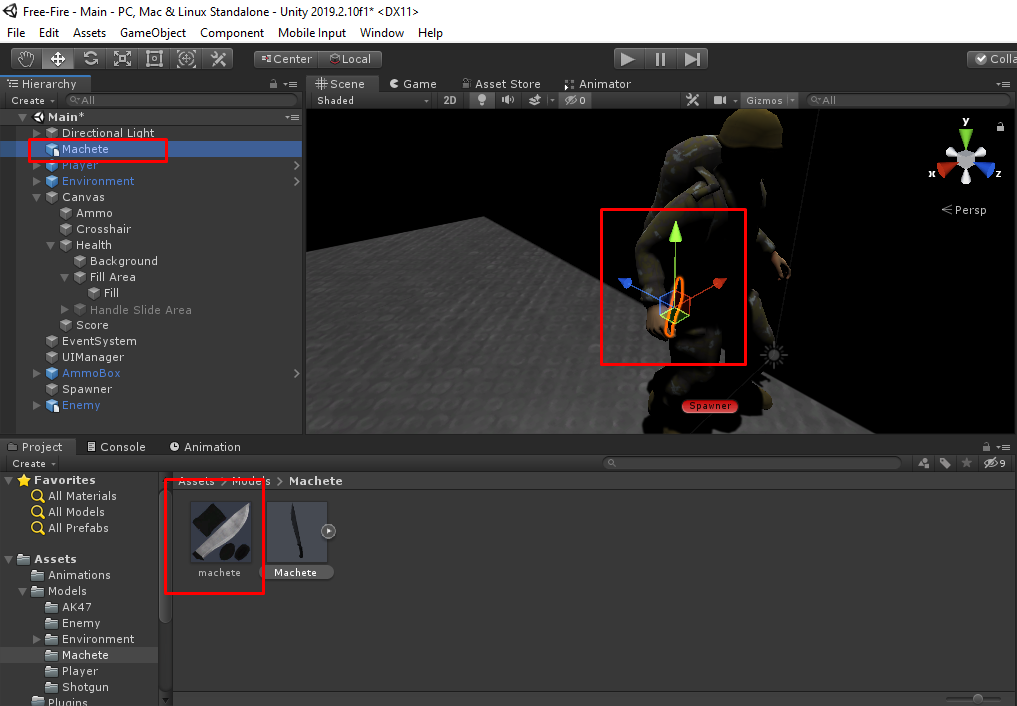 Free-Fire - Main - PC, Mac & Linux Standalone - Unity 2019.2.10f1* <DX11>
File Edit Assets GameObject Component Mobile Input Window Help
Center Local
Hierarchy Scene Game Asset Store Animator
Create All Shaded 2D 0 Gizmos All
Main*
Directional Light
Machete
Player
Environment
Canvas
Ammo
Crosshair
Health
Background
Fill Area
Fill
Handle Slide Area
Score
EventSystem
UIManager
AmmoBox
Spawner
Enemy
y
x
z
Persp
Spawner
Project Console Animation
Create 9
Favorites
All Materials
All Models
All Prefabs
Assets
Animations
Models
AK47
Enemy
Environment
Machete
Player
Shotgun
Plugins
Assets Models Machete
machete Machete